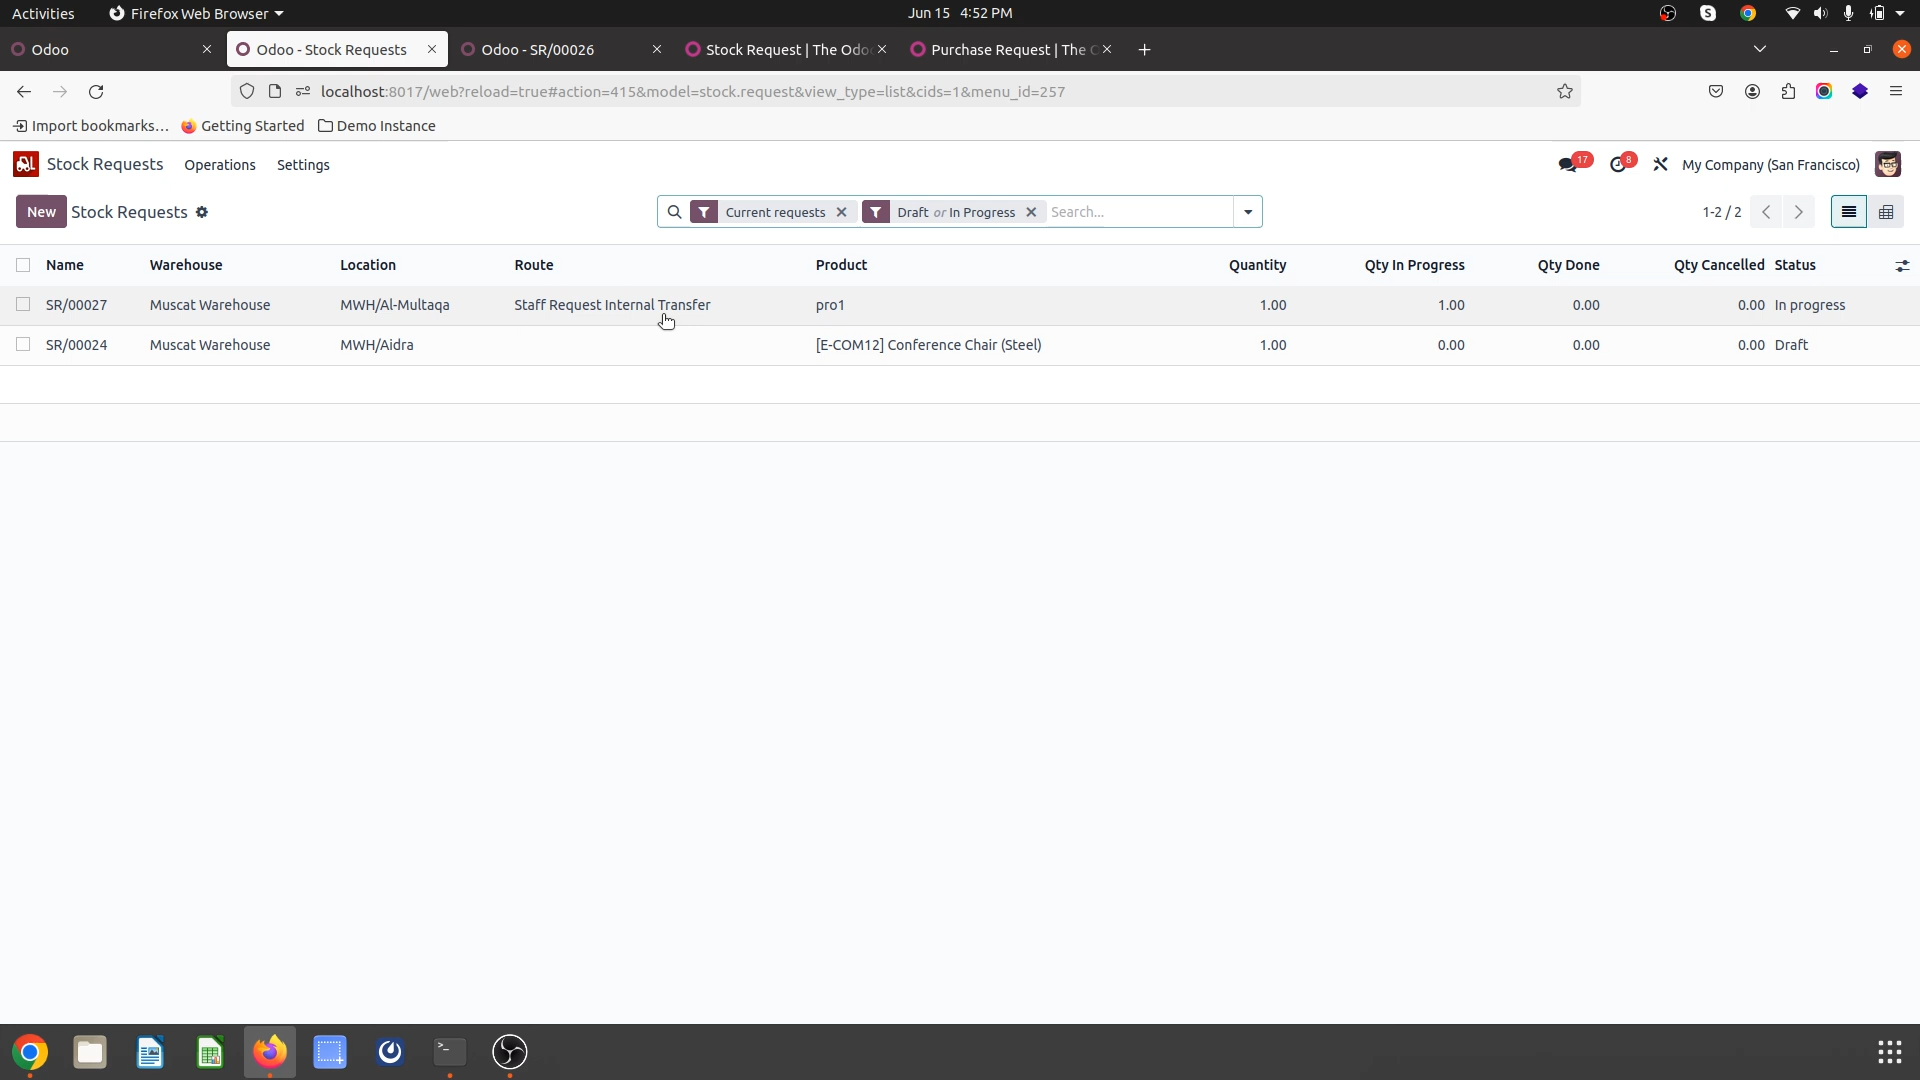 Activities Firefox Web Browser Jun 15 4:52 PM
Odoo Odoo - Stock Requests Odoo - SR/00026 Stock Request | The Odo Purchase Request | The
localhost:8017/web?reload=true#action=415&model=stock.request&view_type=list&cids=1&menu_id=257
Import bookmarks... Getting Started Demo Instance
Stock Requests Operations Settings 17 8 My Company (San Francisco)
New Stock Requests Current requests Draft or In Progress Search... 1-2 / 2
Name Warehouse Location Route Product Quantity Qty In Progress Qty Done Qty Cancelled Status
SR/00027 Muscat Warehouse MWH/Al-Multaqa Staff Request Internal Transfer pro1 1.00 1.00 0.00 0.00 In progress
SR/00024 Muscat Warehouse MWH/Aidra [E-COM12] Conference Chair (Steel) 1.00 0.00 0.00 0.00 Draft